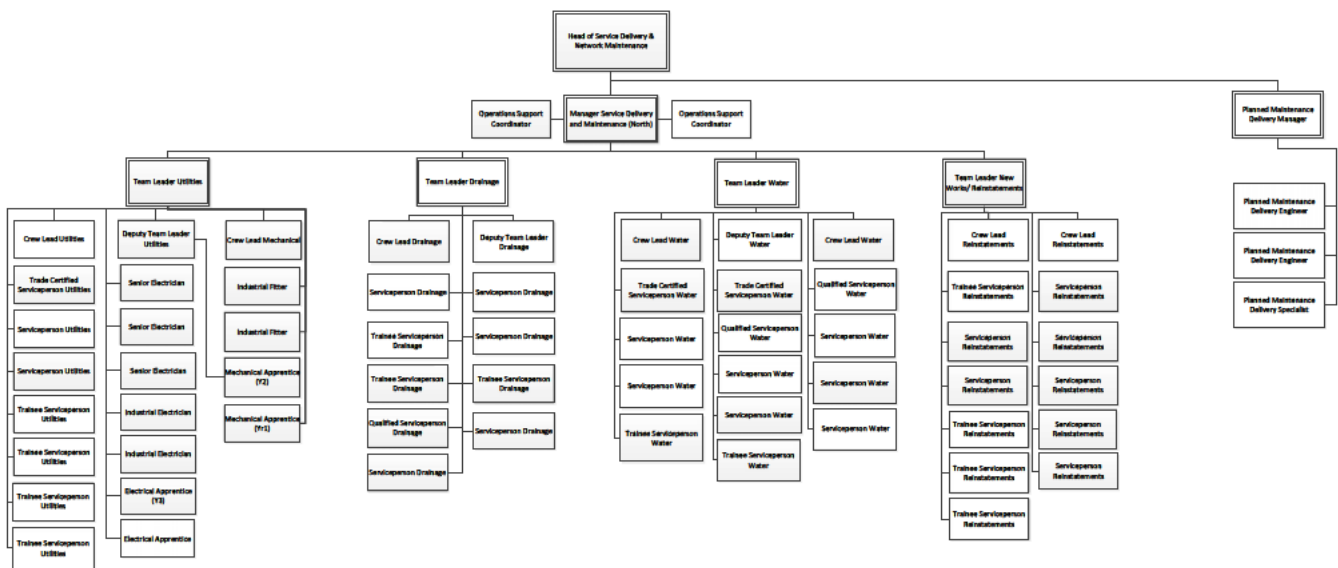 Head of Service Delivery &
Network Maintenance
Operations Support
Coordinator
Manager Service Delivery
and Maintenance (North)
Operations Support
Coordinator
Planned Maintenance
Delivery Manager
Team Leader Utilities
Team Leader Drainage
Team Leader Water
Team Leader New
Works/ Reinstatements
Crew Lead Utilities
Trade Certified
Serviceperson Utilities
Serviceperson Utilities
Serviceperson Utilities
Trainee Serviceperson
Utilities
Trainee Serviceperson
Utilities
Trainee Serviceperson
Utilities
Trainee Serviceperson
Utilities
Deputy Team Leader
Utilities
Senior Electrician
Senior Electrician
Senior Electrician
Industrial Electrician
Industrial Electrician
Electrical Apprentice
(Y3)
Electrical Apprentice
Crew Lead Mechanical
Industrial Fitter
Industrial Fitter
Mechanical Apprentice
(Y2)
Mechanical Apprentice
(Yr1)
Crew Lead Drainage
Serviceperson Drainage
Trainee Serviceperson
Drainage
Trainee Serviceperson
Drainage
Qualified Serviceperson
Drainage
Serviceperson Drainage
Deputy Team Leader
Drainage
Serviceperson Drainage
Serviceperson Drainage
Trainee Serviceperson
Drainage
Serviceperson Drainage
Crew Lead Water
Trade Certified
Serviceperson Water
Serviceperson Water
Serviceperson Water
Trainee Serviceperson
Water
Deputy Team Leader
Water
Trade Certified
Serviceperson Water
Qualified Serviceperson
Water
Serviceperson Water
Serviceperson Water
Trainee Serviceperson
Water
Crew Lead Water
Qualified Serviceperson
Water
Serviceperson Water
Serviceperson Water
Serviceperson Water
Crew Lead
Reinstatements
Trainee Serviceperson
Reinstatements
Serviceperson
Reinstatements
Serviceperson
Reinstatements
Trainee Serviceperson
Reinstatements
Trainee Serviceperson
Reinstatements
Trainee Serviceperson
Reinstatements
Crew Lead
Reinstatements
Serviceperson
Reinstatements
Serviceperson
Reinstatements
Serviceperson
Reinstatements
Serviceperson
Reinstatements
Serviceperson
Reinstatements
Planned Maintenance
Delivery Engineer
Planned Maintenance
Delivery Engineer
Planned Maintenance
Delivery Specialist